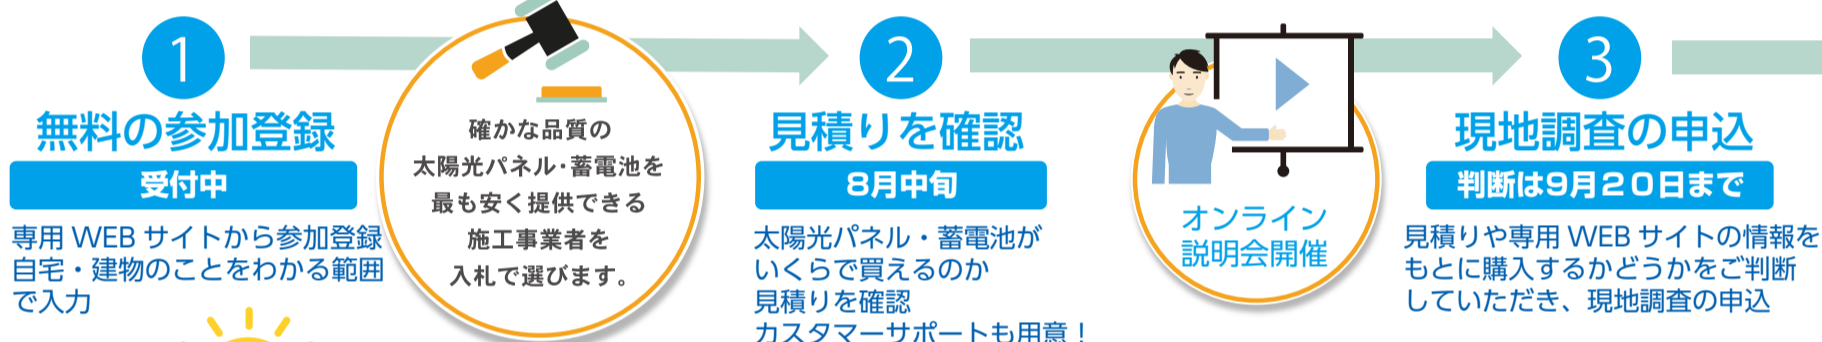 1
無料の参加登録
受付中
専用 WEB サイトから参加登録
自宅・建物のことをわかる範囲
で入力
確かな品質の
太陽光パネル・蓄電池を
最も安く提供できる
施工事業者を
入札で選びます。
2
見積りを確認
8月中旬
太陽光パネル・蓄電池が
いくらで買えるのか
見積りを確認
カスタマーサポートも用意！
オンライン
説明会開催
3
現地調査の申込
判断は9月２０日まで
見積りや専用 WEB サイトの情報を
もとに購入するかどうかをご判断
していただき、現地調査の申込